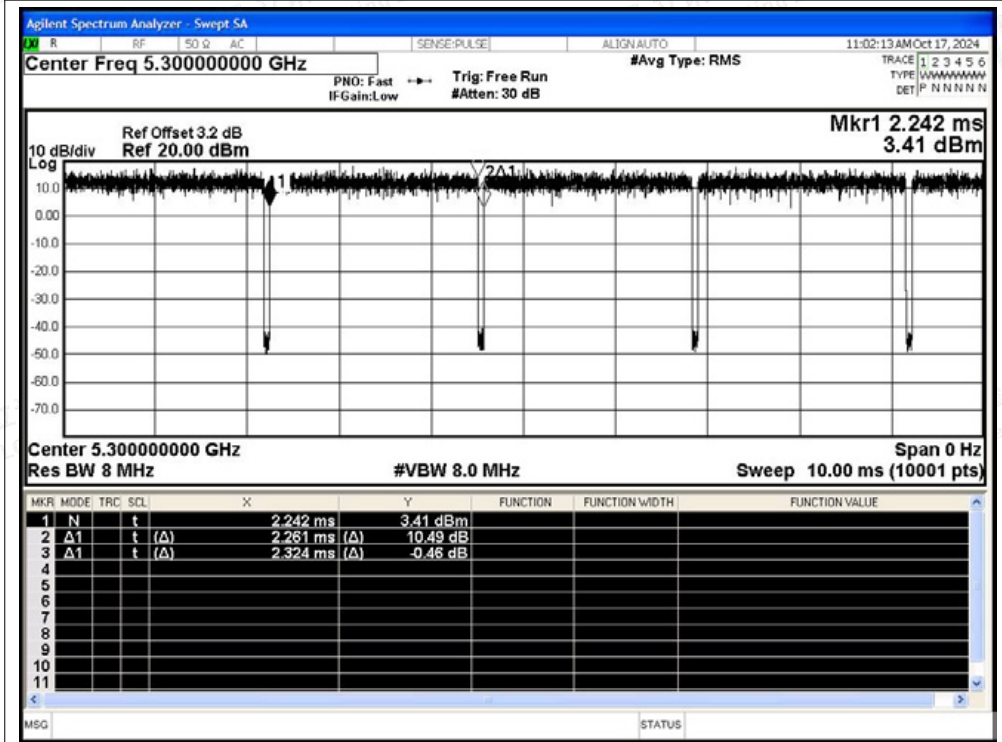 Agilent Spectrum Analyzer - Swept SA
LXI R RF 50 Ω AC SENSE:PULSE ALIGN AUTO 11:02:13 AM Oct 17, 2024
Center Freq 5.300000000 GHz #Avg Type: RMS TRACE 1 2 3 4 5 6
PNO: Fast Trig: Free Run TYPE WWWWWW
IFGain:Low #Atten: 30 dB DET P N N N N N
Mkr1 2.242 ms
Ref Offset 3.2 dB
10 dB/div Ref 20.00 dBm 3.41 dBm
Log
1 2Δ1
10.0
0.00
-10.0
-20.0
-30.0
-40.0
-50.0
-60.0
-70.0
Center 5.300000000 GHz Span 0 Hz
Res BW 8 MHz #VBW 8.0 MHz Sweep 10.00 ms (10001 pts)
MKR MODE TRC SCL X Y FUNCTION FUNCTION WIDTH FUNCTION VALUE
1 N t 2.242 ms 3.41 dBm
2 Δ1 t (Δ) 2.261 ms (Δ) 10.49 dB
3 Δ1 t (Δ) 2.324 ms (Δ) -0.46 dB
4
5
6
7
8
9
10
11
MSG STATUS